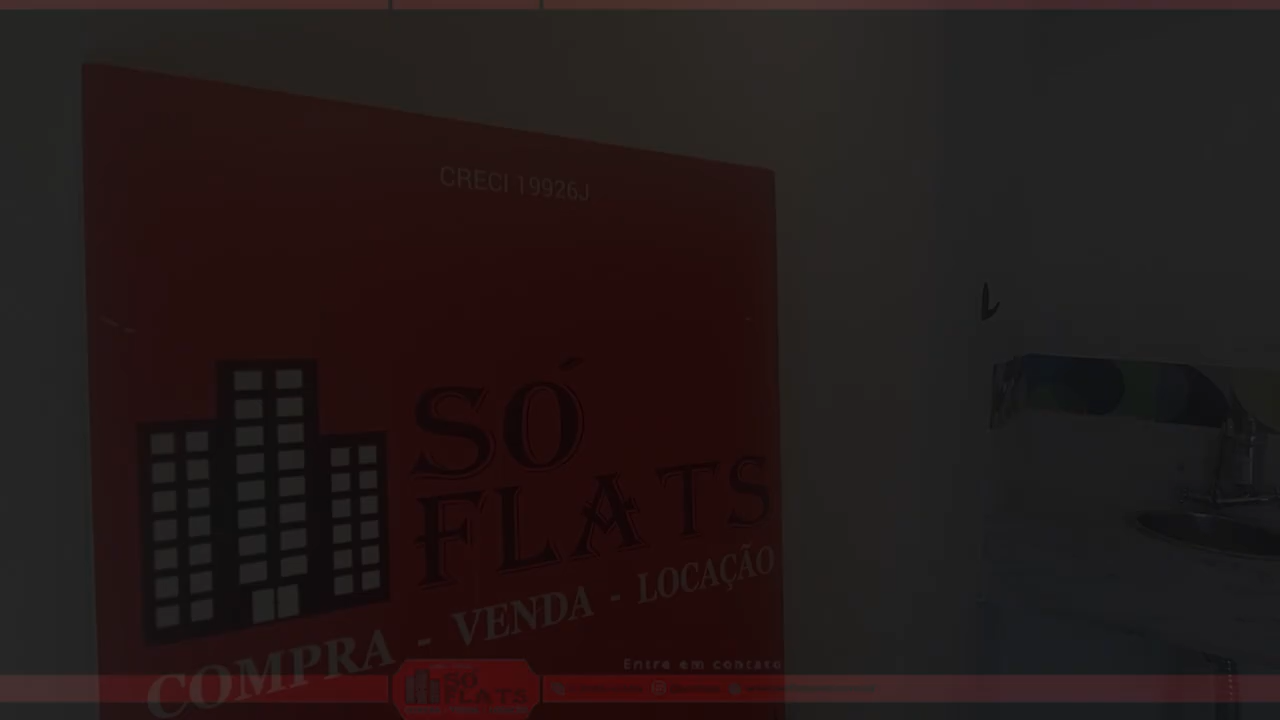 CRECI 19926J
SÓ
FLATS
COMPRA - VENDA - LOCAÇÃO
Entre em contato
SÓ
FLATS